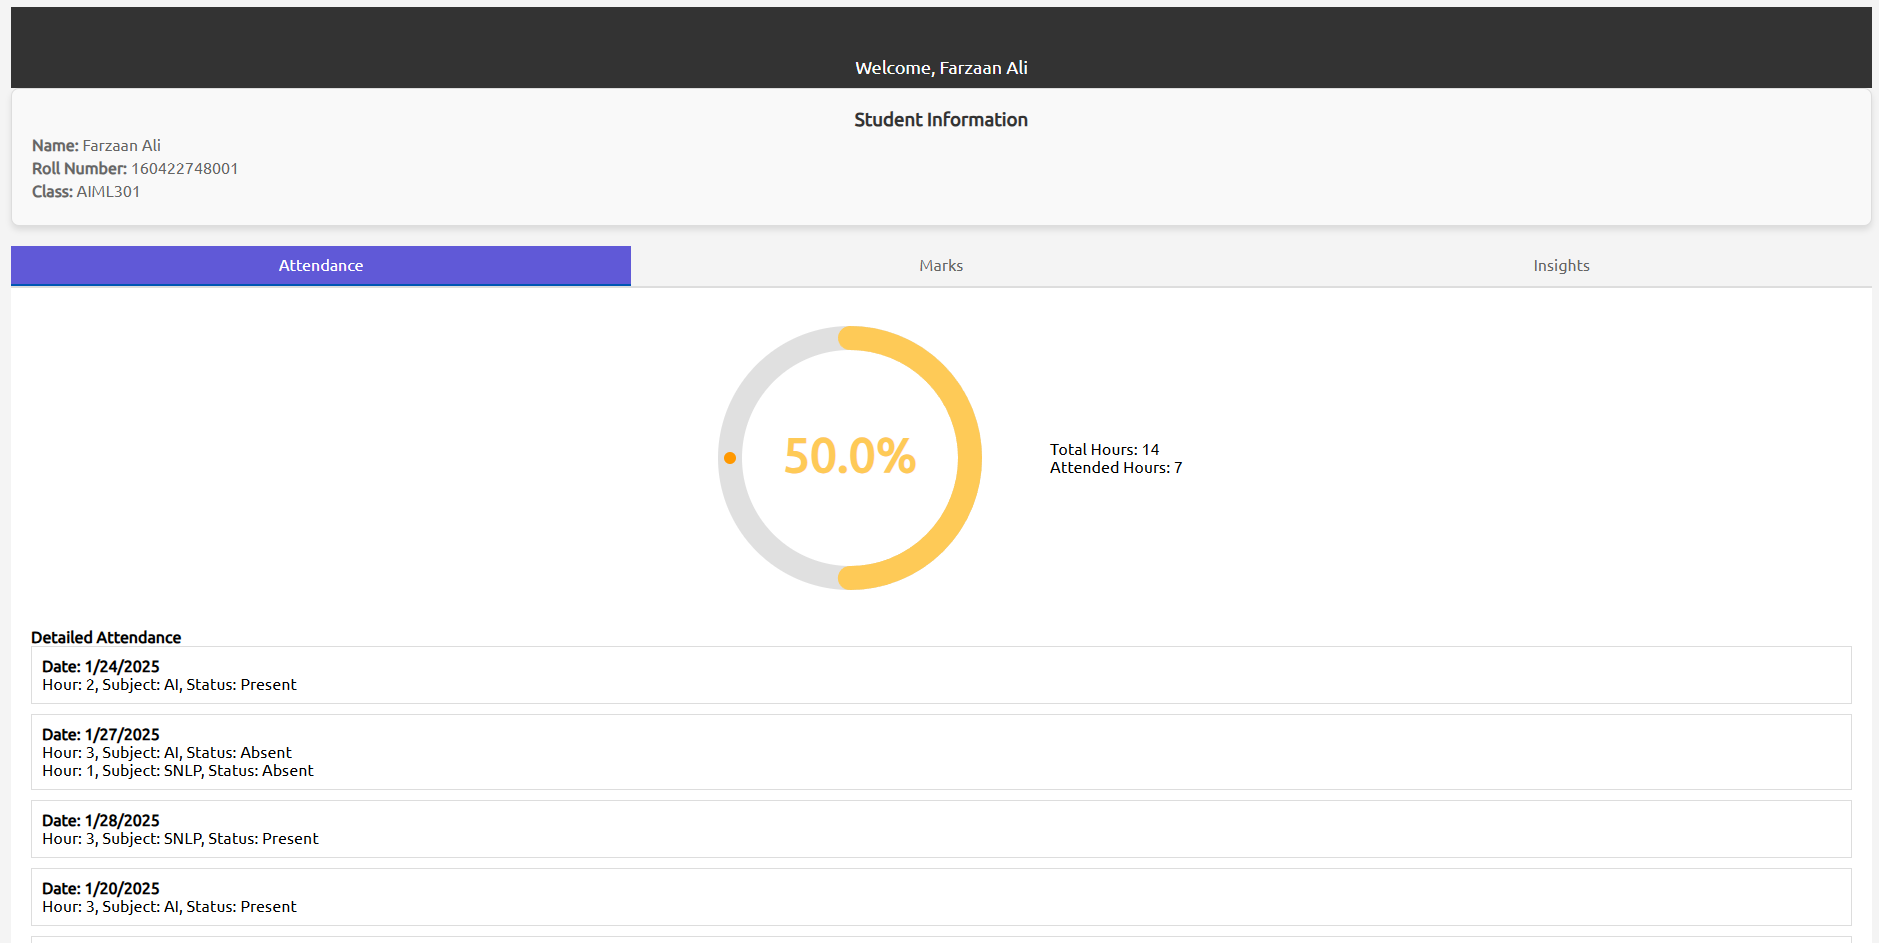 Welcome, Farzaan Ali
Student Information
Name: Farzaan Ali
Roll Number: 160422748001
Class: AIML301
Attendance
Marks
Insights
50.0%
Total Hours: 14
Attended Hours: 7
Detailed Attendance
Date: 1/24/2025
Hour: 2, Subject: AI, Status: Present
Date: 1/27/2025
Hour: 3, Subject: AI, Status: Absent
Hour: 1, Subject: SNLP, Status: Absent
Date: 1/28/2025
Hour: 3, Subject: SNLP, Status: Present
Date: 1/20/2025
Hour: 3, Subject: AI, Status: Present